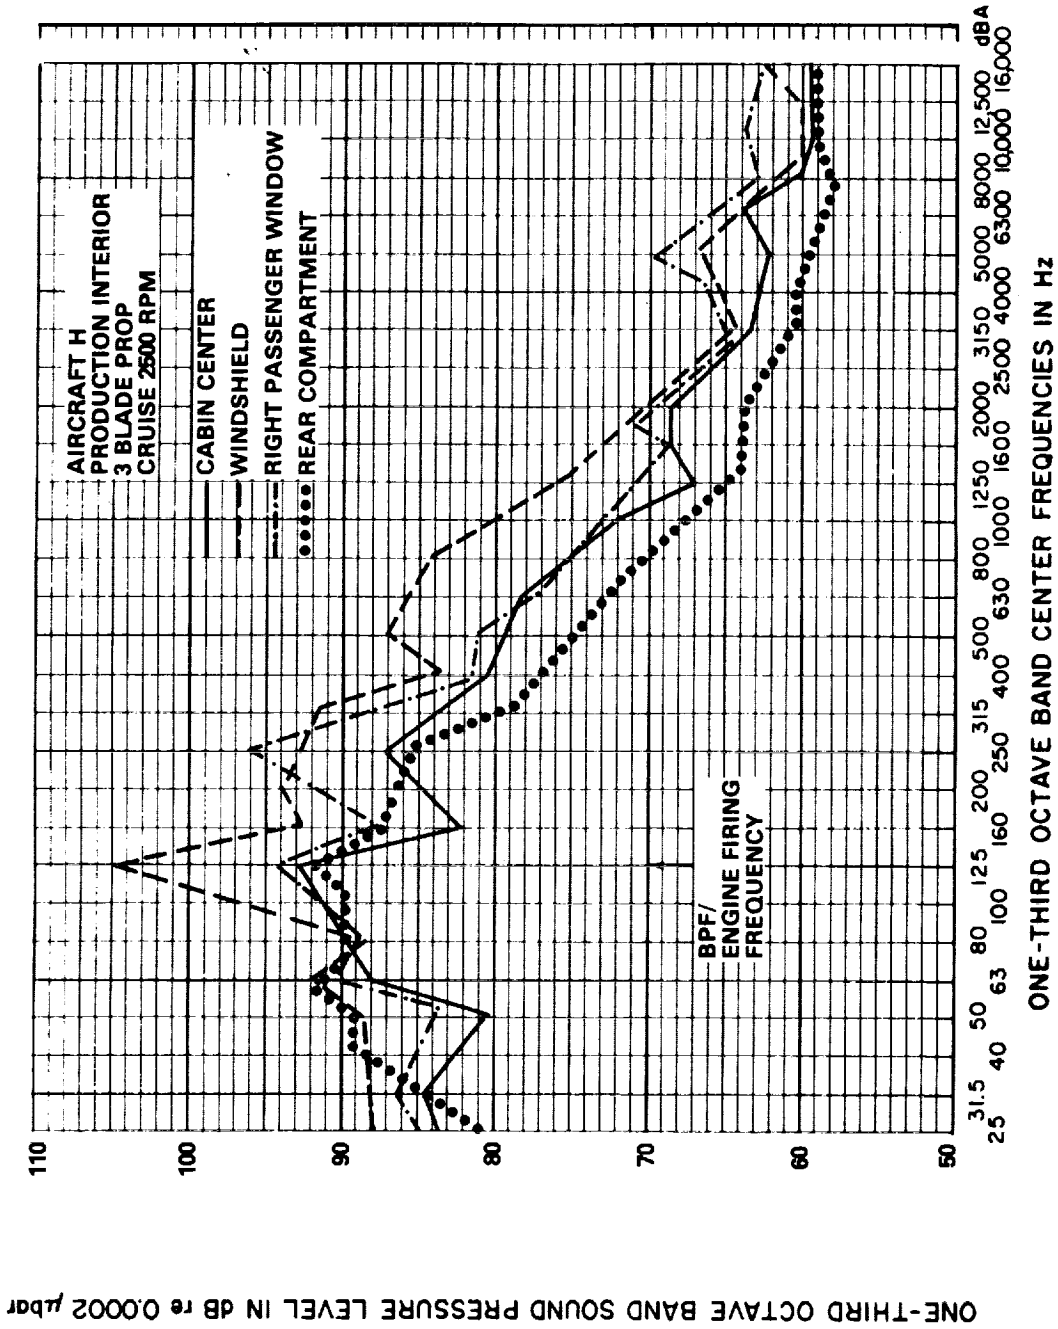 AIRCRAFT H
PRODUCTION INTERIOR
3 BLADE PROP
CRUISE 2500 RPM
CABIN CENTER
WINDSHIELD
RIGHT PASSENGER WINDOW
REAR COMPARTMENT
110
100
90
80
70
60
50
BPF/
ENGINE FIRING
FREQUENCY
25 31.5 40 50 63 80 100 125 160 200 250 315 400 500 630 800 1000 1250 1600 2000 2500 3150 4000 5000 6300 8000 10,000 12,500 16,000 dBA
ONE-THIRD OCTAVE BAND CENTER FREQUENCIES IN Hz
ONE-THIRD OCTAVE BAND SOUND PRESSURE LEVEL IN dB re 0.0002 μbar